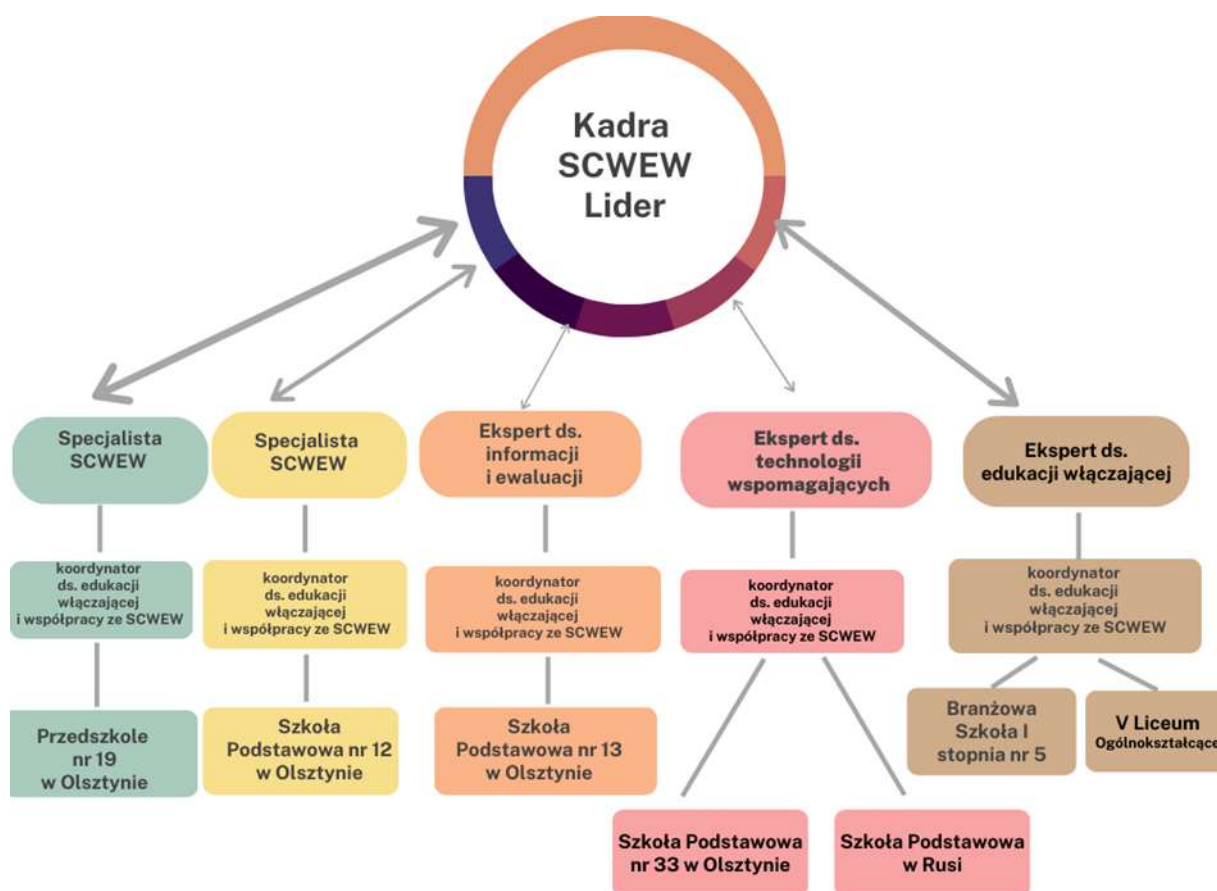 Kadra
SCWEW
Lider
Specjalista
SCWEW
Specjalista
SCWEW
Ekspert ds.
informacji
i ewaluacji
Ekspert ds.
technologii
wspomagających
Ekspert ds.
edukacji włączającej
koordynator
ds. edukacji
włączającej
i współpracy ze SCWEW
koordynator
ds. edukacji
włączającej
i współpracy ze SCWEW
koordynator
ds. edukacji
włączającej
i współpracy ze SCWEW
koordynator
ds. edukacji
włączającej
i współpracy ze SCWEW
koordynator
ds. edukacji
włączającej
i współpracy ze SCWEW
Przedszkole
nr 19
w Olsztynie
Szkoła
Podstawowa nr 12
w Olsztynie
Szkoła
Podstawowa nr 13
w Olsztynie
Branżowa
Szkoła I
stopnia nr 5
V Liceum
Ogólnokształcące
Szkoła Podstawowa
nr 33 w Olsztynie
Szkoła Podstawowa
w Rusi